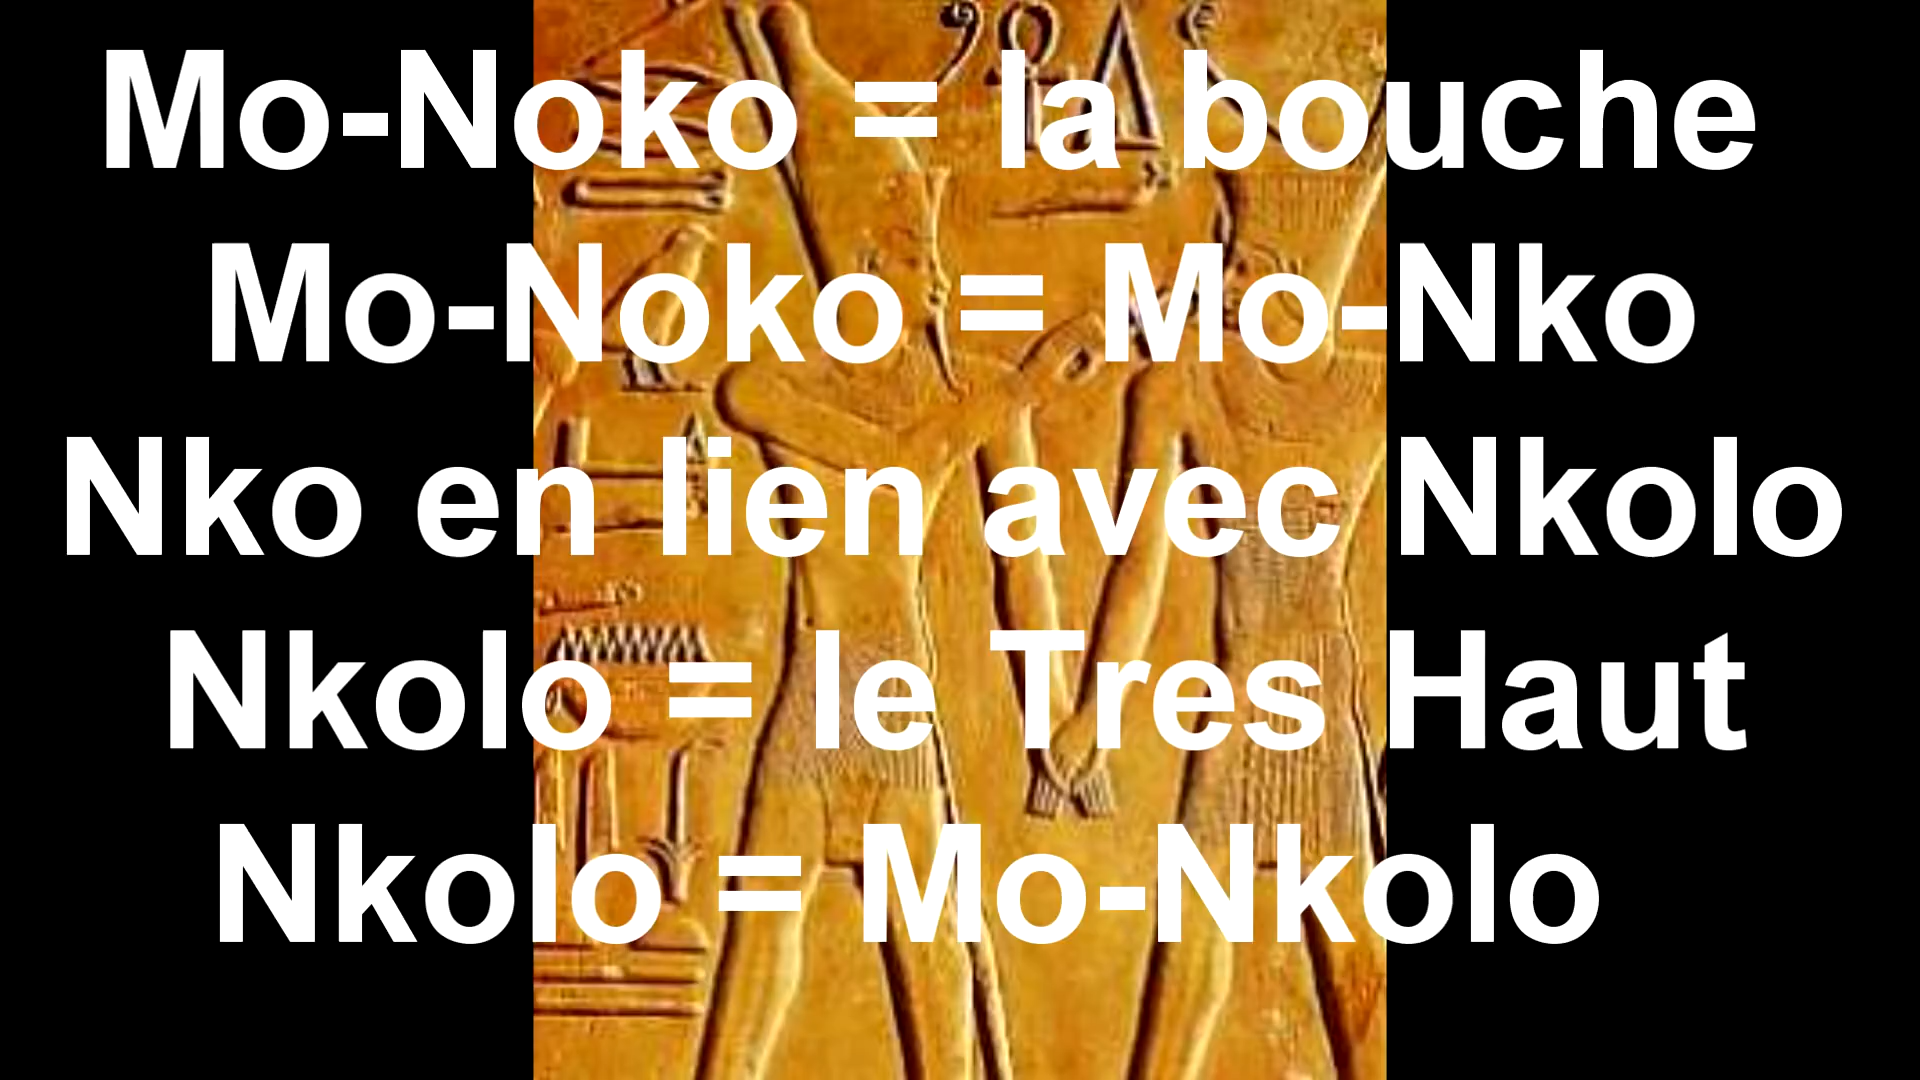 Mo-Noko = la bouche
Mo-Noko = Mo-Nko
Nko en lien avec Nkolo
Nkolo = le Tres Haut
Nkolo = Mo-Nkolo